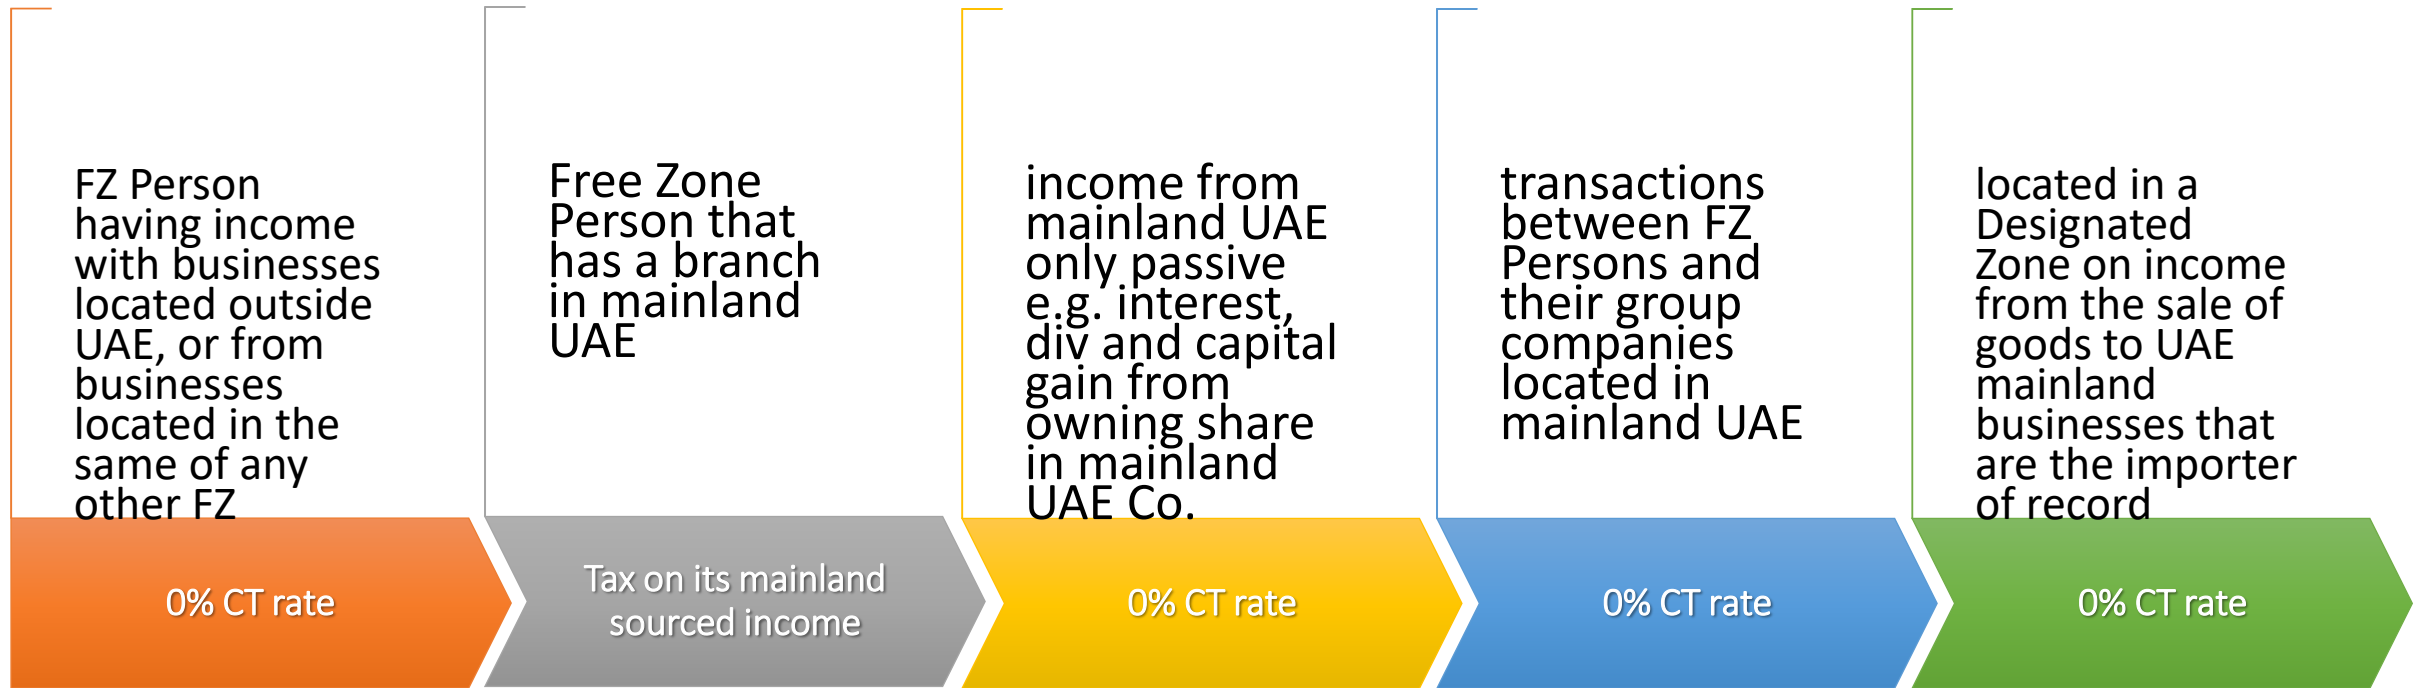 FZ Person
having income
with businesses
located outside
UAE, or from
businesses
located in the
same of any
other FZ
0% CT rate
Free Zone
Person that
has a branch
in mainland
UAE
Tax on its mainland
sourced income
income from
mainland UAE
only passive
e.g. interest,
div and capital
gain from
owning share
in mainland
UAE Co.
0% CT rate
transactions
between FZ
Persons and
their group
companies
located in
mainland UAE
0% CT rate
located in a
Designated
Zone on income
from the sale of
goods to UAE
mainland
businesses that
are the importer
of record
0% CT rate